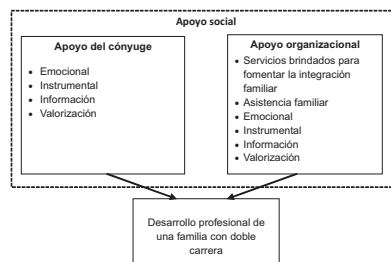 Apoyo social
Apoyo del cónyuge
• Emocional
• Instrumental
• Información
• Valorización
Apoyo organizacional
• Servicios brindados para
fomentar la integración
familiar
• Asistencia familiar
• Emocional
• Instrumental
• Información
• Valorización
Desarrollo profesional de
una familia con doble
carrera